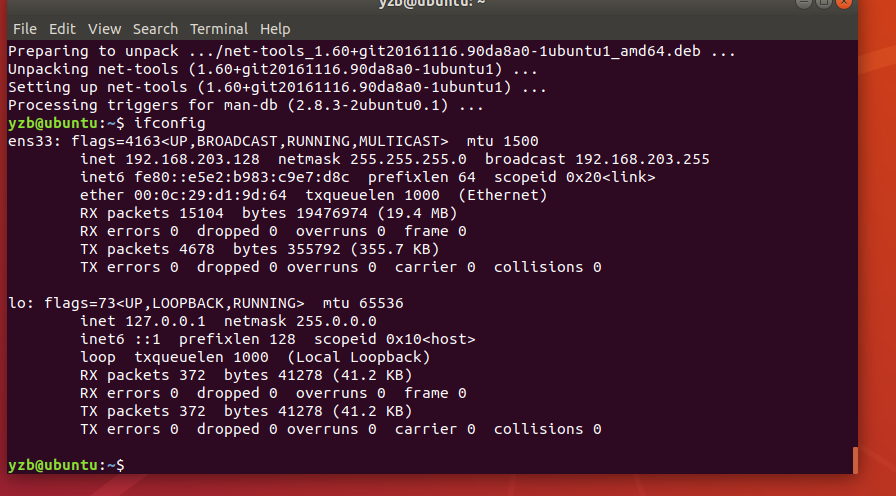 yzb@ubuntu: ~
File Edit View Search Terminal Help
Preparing to unpack .../net-tools_1.60+git20161116.90da8a0-1ubuntu1_amd64.deb ...
Unpacking net-tools (1.60+git20161116.90da8a0-1ubuntu1) ...
Setting up net-tools (1.60+git20161116.90da8a0-1ubuntu1) ...
Processing triggers for man-db (2.8.3-2ubuntu0.1) ...
yzb@ubuntu:~$ ifconfig
ens33: flags=4163<UP,BROADCAST,RUNNING,MULTICAST>  mtu 1500
        inet 192.168.203.128  netmask 255.255.255.0  broadcast 192.168.203.255
        inet6 fe80::e5e2:b983:c9e7:d8c  prefixlen 64  scopeid 0x20<link>
        ether 00:0c:29:d1:9d:64  txqueuelen 1000  (Ethernet)
        RX packets 15104  bytes 19476974 (19.4 MB)
        RX errors 0  dropped 0  overruns 0  frame 0
        TX packets 4678  bytes 355792 (355.7 KB)
        TX errors 0  dropped 0 overruns 0  carrier 0  collisions 0
lo: flags=73<UP,LOOPBACK,RUNNING>  mtu 65536
        inet 127.0.0.1  netmask 255.0.0.0
        inet6 ::1  prefixlen 128  scopeid 0x10<host>
        loop  txqueuelen 1000  (Local Loopback)
        RX packets 372  bytes 41278 (41.2 KB)
        RX errors 0  dropped 0  overruns 0  frame 0
        TX packets 372  bytes 41278 (41.2 KB)
        TX errors 0  dropped 0 overruns 0  carrier 0  collisions 0
yzb@ubuntu:~$